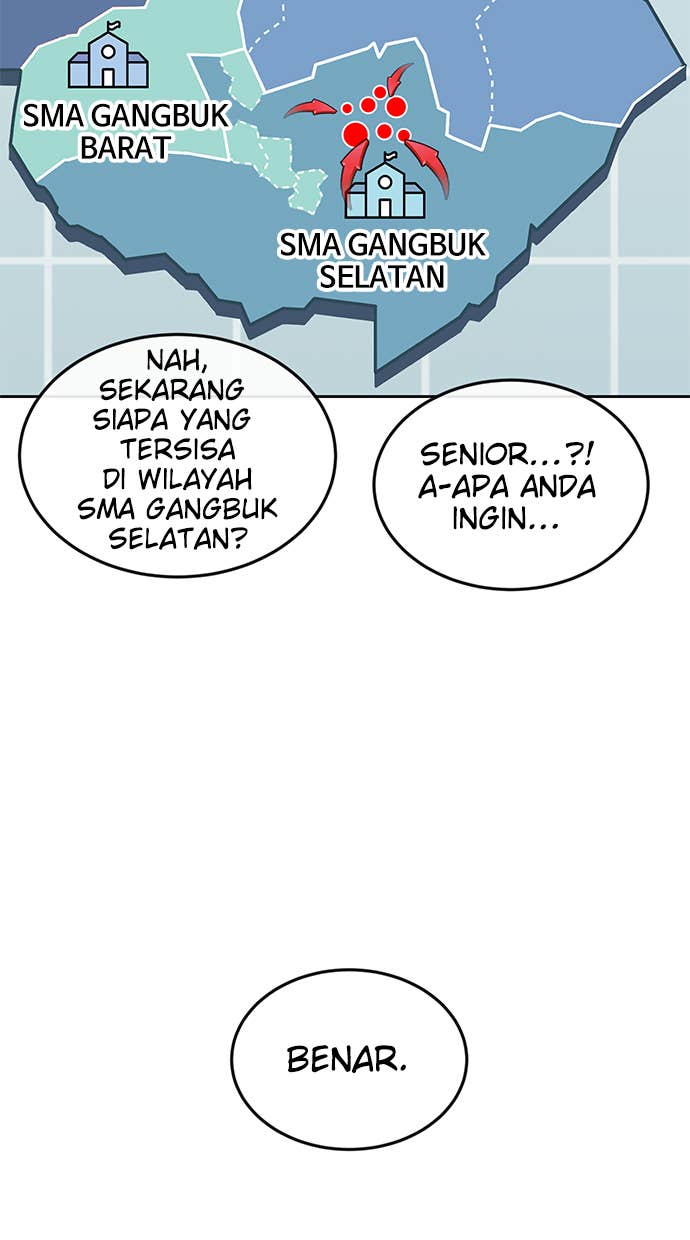 SMA GANGBUK
BARAT
SMA GANGBUK
SELATAN
NAH,
SEKARANG
SIAPA YANG
TERSISA
DI WILAYAH
SMA GANGBUK
SELATAN?
SENIOR...?!
A-APA ANDA
INGIN...
BENAR.